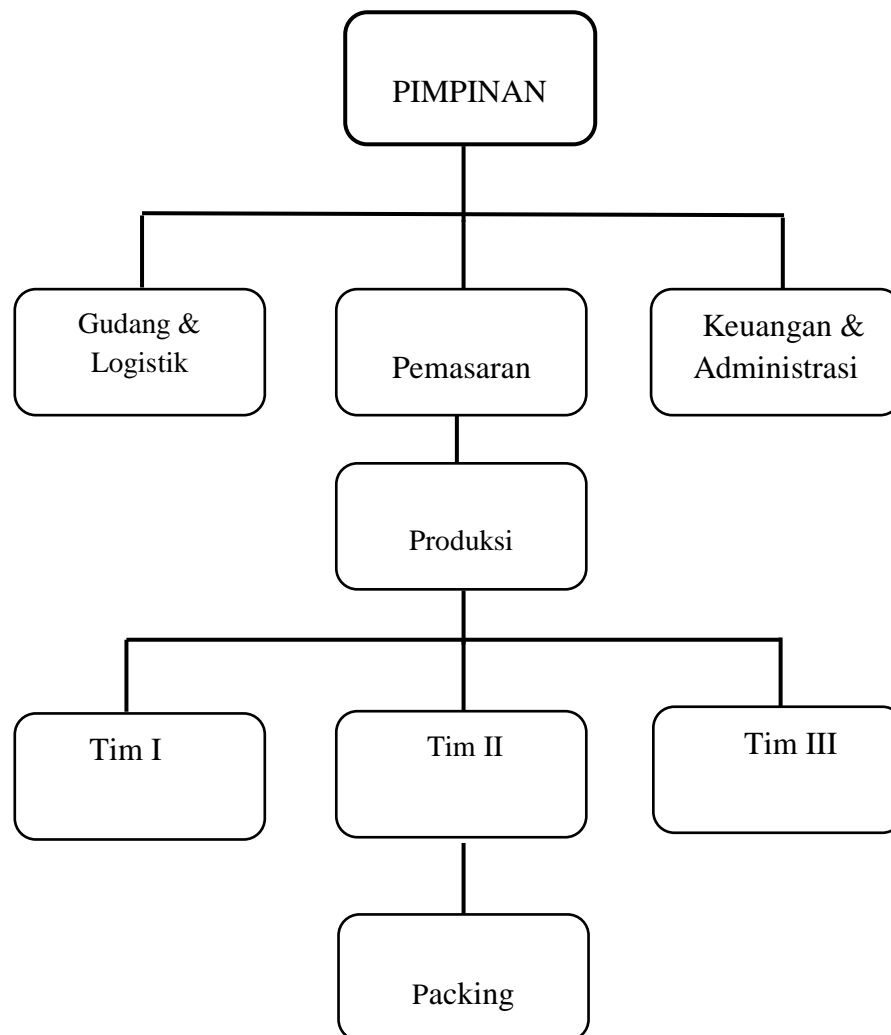 PIMPINAN
Gudang &
Logistik
Pemasaran
Keuangan &
Administrasi
Produksi
Tim I
Tim II
Tim III
Packing